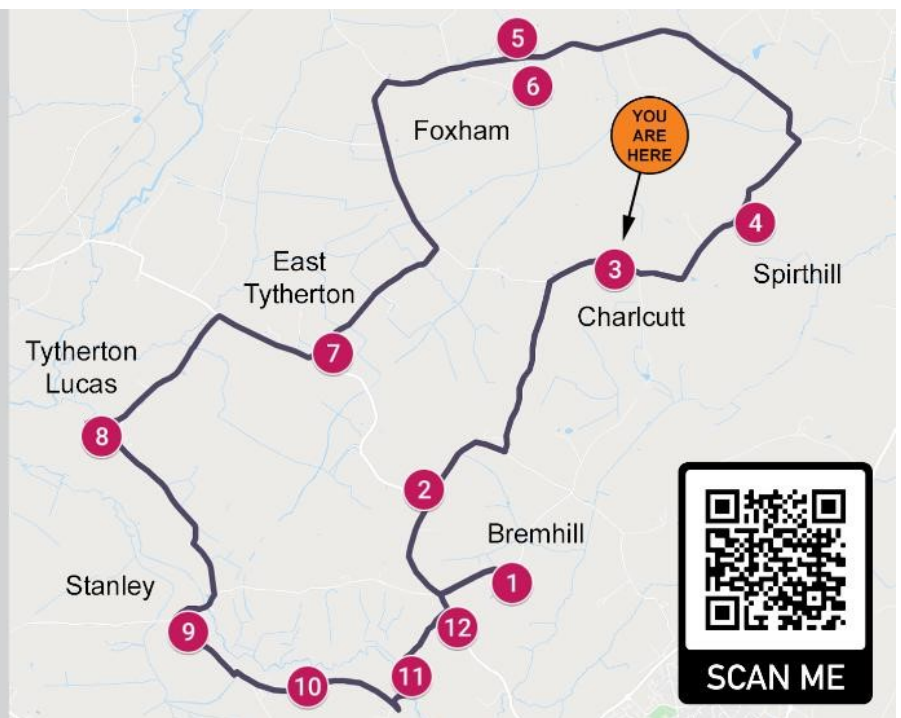 5
6
Foxham
YOU
ARE
HERE
4
Spirthill
3
Charlcutt
East
Tytherton
7
Tytherton
Lucas
8
2
Bremhill
1
Stanley
9
12
11
10
SCAN ME